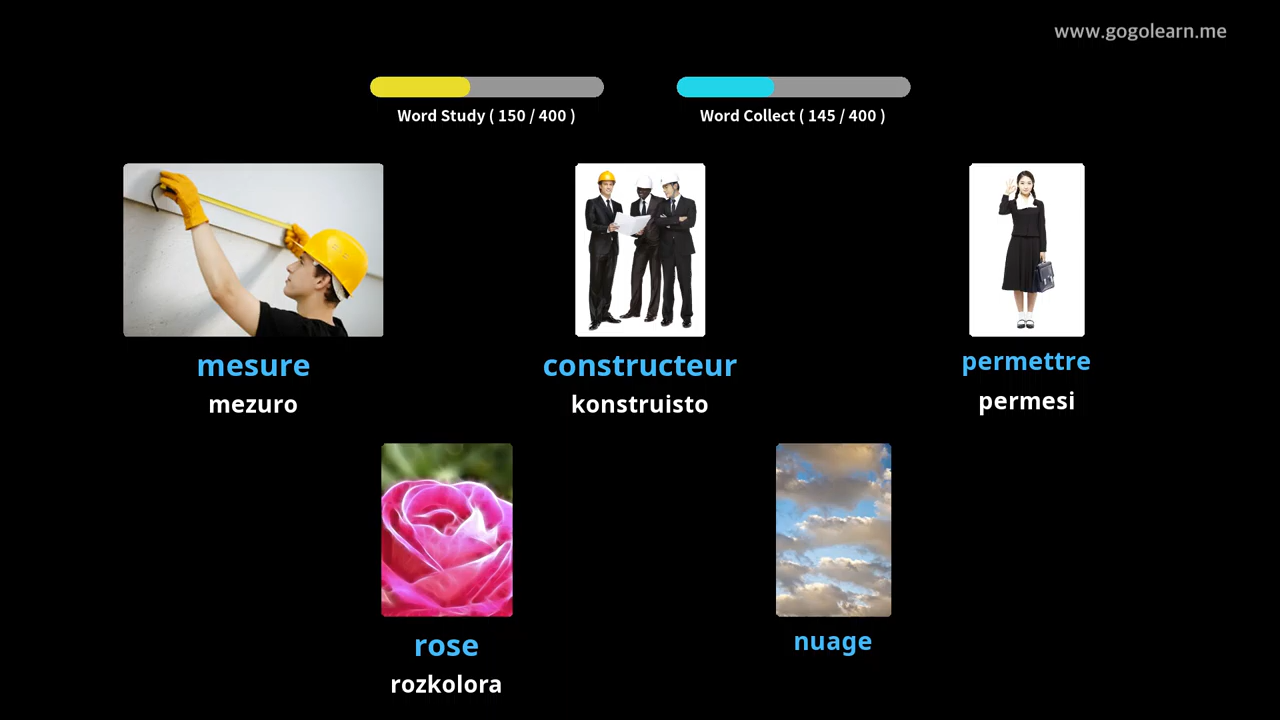 www.gogolearn.me
Word Study ( 150 / 400 )
Word Collect ( 145 / 400 )
mesure
mezuro
constructeur
konstruisto
permettre
permesi
rose
rozkolora
nuage